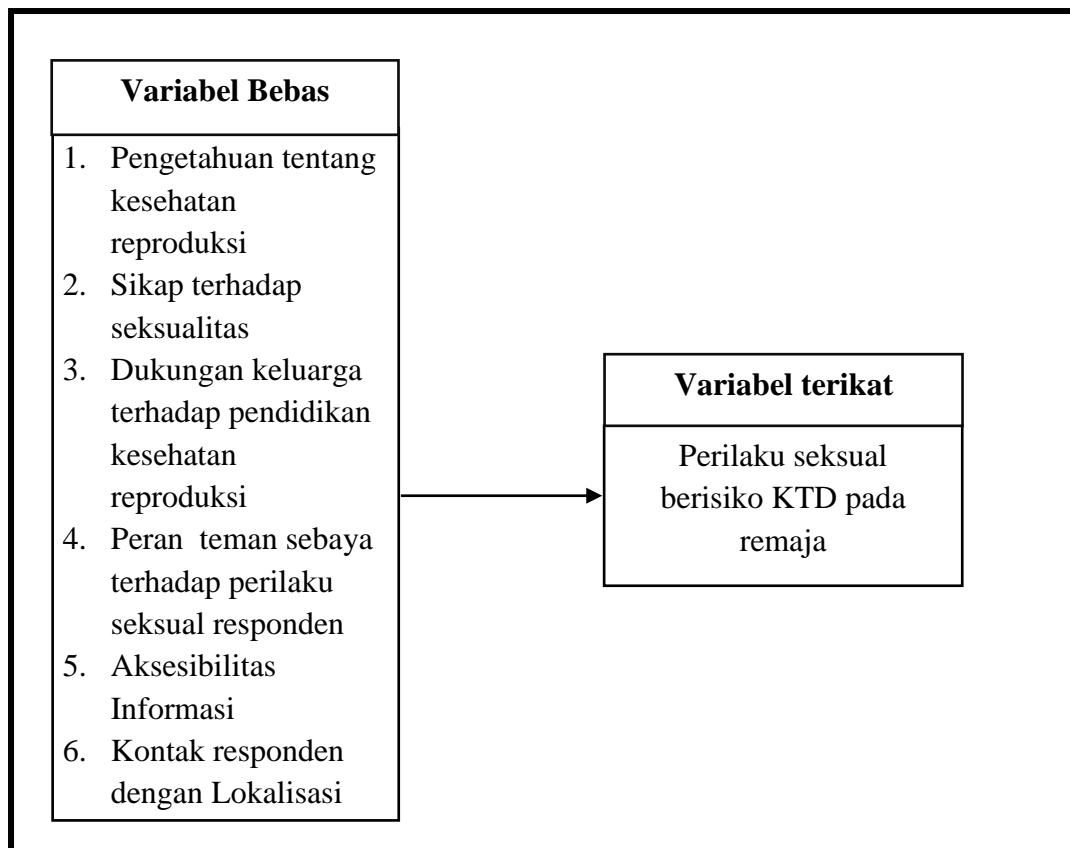 Variabel Bebas
1. Pengetahuan tentang
kesehatan
reproduksi
2. Sikap terhadap
seksualitas
3. Dukungan keluarga
terhadap pendidikan
kesehatan
reproduksi
4. Peran teman sebaya
terhadap perilaku
seksual responden
5. Aksesibilitas
Informasi
6. Kontak responden
dengan Lokalisasi
Variabel terikat
Perilaku seksual
berisiko KTD pada
remaja